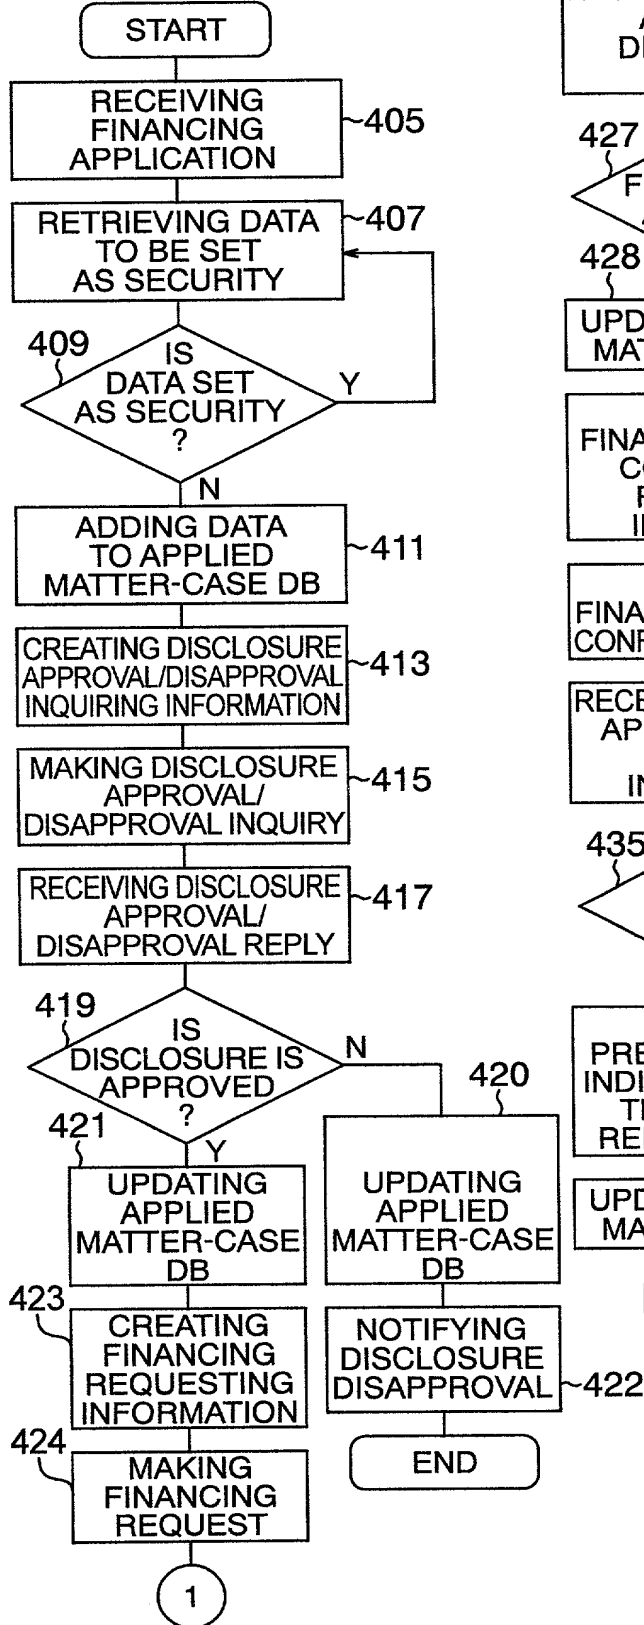 START
RECEIVING
FINANCING
APPLICATION
405
RETRIEVING DATA
TO BE SET
AS SECURITY
407
409
IS
DATA SET
AS SECURITY
?
Y
N
ADDING DATA
TO APPLIED
MATTER-CASE DB
411
CREATING DISCLOSURE
APPROVAL/DISAPPROVAL
INQUIRING INFORMATION
413
MAKING DISCLOSURE
APPROVAL/
DISAPPROVAL INQUIRY
415
RECEIVING DISCLOSURE
APPROVAL/
DISAPPROVAL REPLY
417
419
IS
DISCLOSURE IS
APPROVED
?
N
Y
421
UPDATING
APPLIED
MATTER-CASE
DB
420
UPDATING
APPLIED
MATTER-CASE
DB
423
CREATING
FINANCING
REQUESTING
INFORMATION
NOTIFYING
DISCLOSURE
DISAPPROVAL
422
424
MAKING
FINANCING
REQUEST
END
1
427
428
435